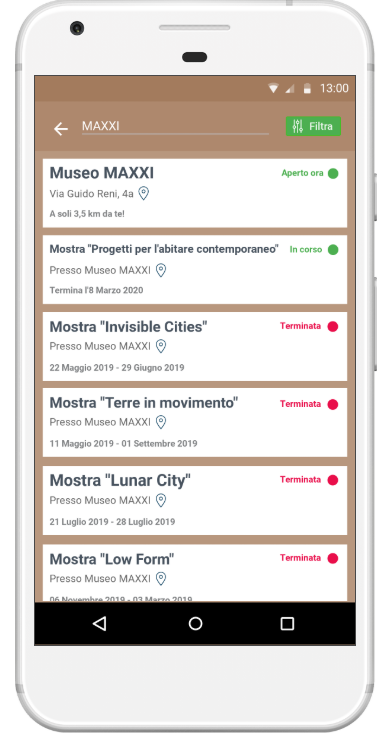 13:00
MAXXI
Filtra
Museo MAXXI
Aperto ora
Via Guido Reni, 4a
A soli 3,5 km da te!
Mostra "Progetti per l'abitare contemporaneo"
In corso
Presso Museo MAXXI
Termina l'8 Marzo 2020
Mostra "Invisible Cities"
Terminata
Presso Museo MAXXI
22 Maggio 2019 - 29 Giugno 2019
Mostra "Terre in movimento"
Terminata
Presso Museo MAXXI
11 Maggio 2019 - 01 Settembre 2019
Mostra "Lunar City"
Terminata
Presso Museo MAXXI
21 Luglio 2019 - 28 Luglio 2019
Mostra "Low Form"
Terminata
Presso Museo MAXXI
06 Novembre 2019 - 03 Marzo 2019